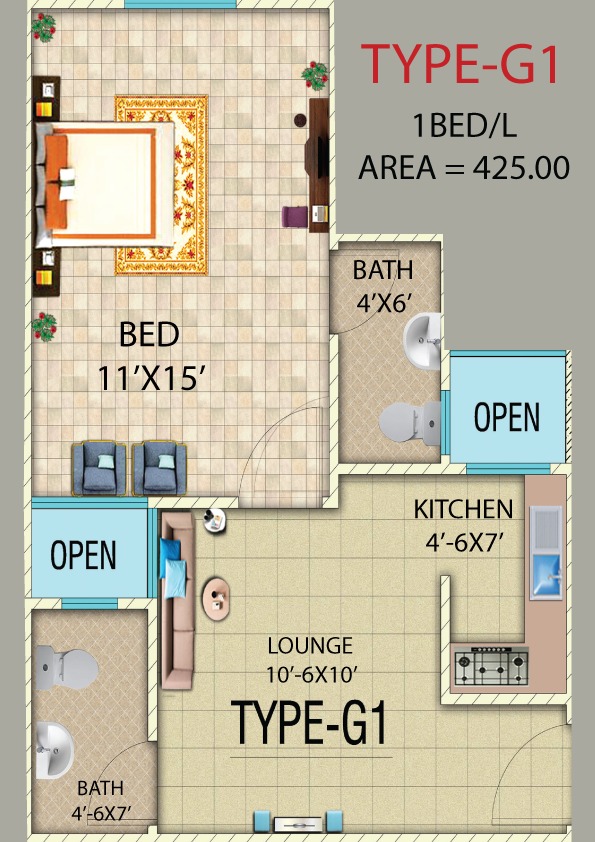 TYPE-G1
1BED/L
AREA = 425.00
BATH
4'X6'
BED
11'X15'
OPEN
KITCHEN
4'-6X7'
OPEN
LOUNGE
10'-6X10'
TYPE-G1
BATH
4'-6X7'